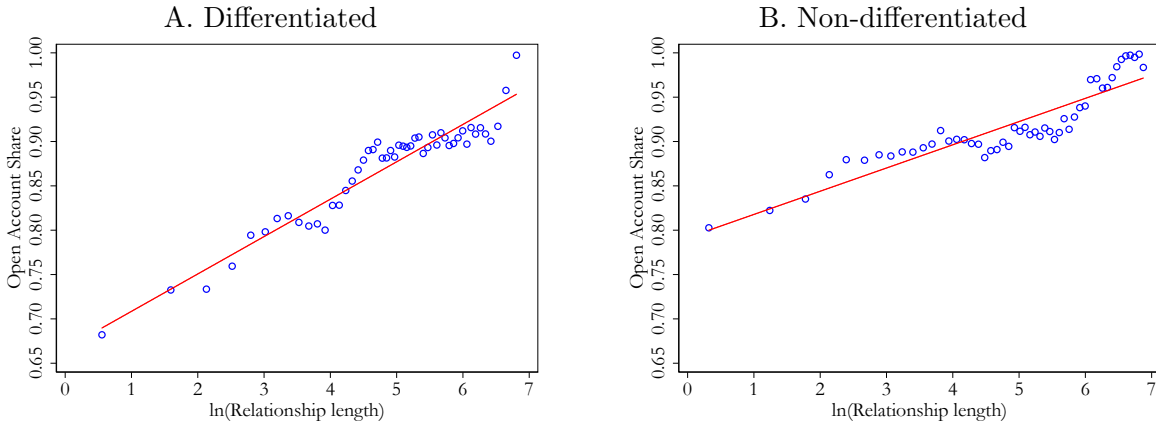 A. Differentiated
Open Account Share
1.00
0.95
0.90
0.85
0.80
0.75
0.70
0.65
0 1 2 3 4 5 6 7
ln(Relationship length)
B. Non-differentiated
Open Account Share
1.00
0.95
0.90
0.85
0.80
0.75
0.70
0.65
0 1 2 3 4 5 6 7
ln(Relationship length)